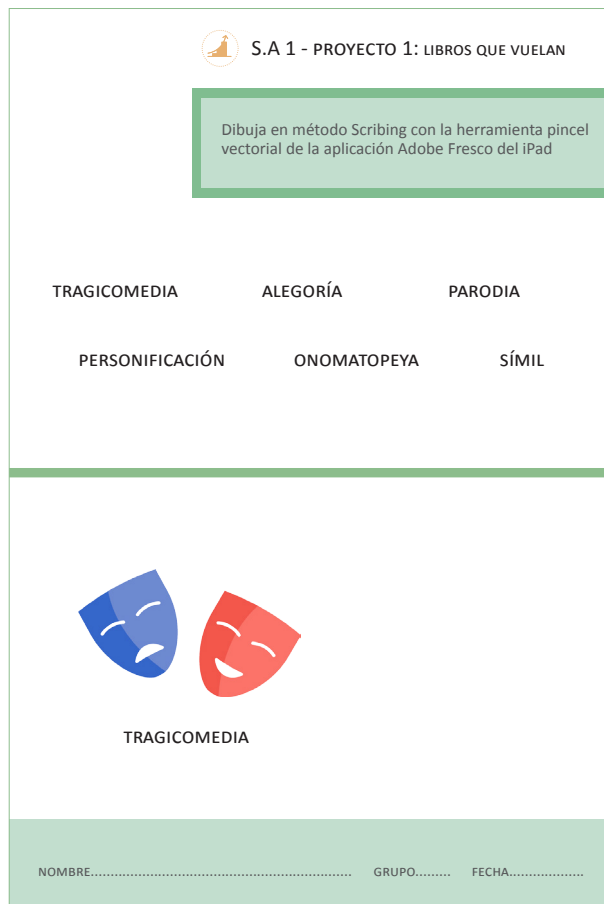 S.A 1 - PROYECTO 1: LIBROS QUE VUELAN
Dibuja en método Scribing con la herramienta pincel
vectorial de la aplicación Adobe Fresco del iPad
TRAGICOMEDIA ALEGORÍA PARODIA
PERSONIFICACIÓN ONOMATOPEYA SÍMIL
TRAGICOMEDIA
NOMBRE................................................................ GRUPO......... FECHA..................